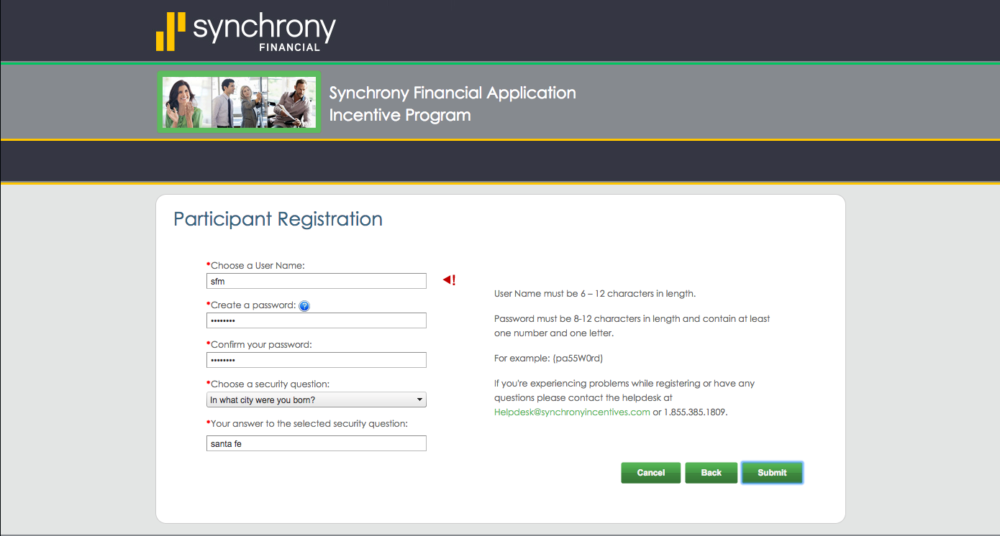 synchrony
FINANCIAL
Synchrony Financial Application
Incentive Program
Participant Registration
*Choose a User Name:
sfm
!
*Create a password: ?
••••••••
*Confirm your password:
••••••••
*Choose a security question:
In what city were you born?
*Your answer to the selected security question:
santa fe
User Name must be 6 – 12 characters in length.
Password must be 8-12 characters in length and contain at least
one number and one letter.
For example: (pa55W0rd)
If you're experiencing problems while registering or have any
questions please contact the helpdesk at
Helpdesk@synchronyincentives.com or 1.855.385.1809.
Cancel Back Submit